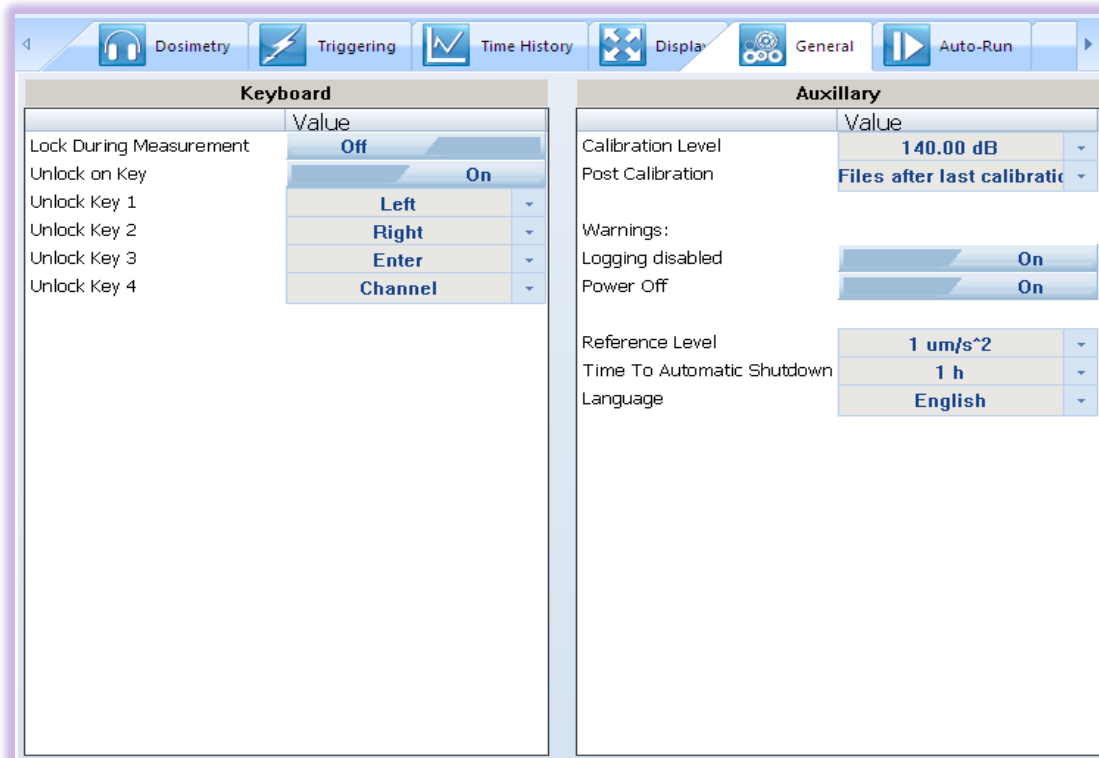 Dosimetry Triggering Time History Display General Auto-Run
Keyboard
Value
Lock During Measurement Off
Unlock on Key On
Unlock Key 1 Left
Unlock Key 2 Right
Unlock Key 3 Enter
Unlock Key 4 Channel
Auxillary
Value
Calibration Level 140.00 dB
Post Calibration Files after last calibratic
Warnings:
Logging disabled On
Power Off On
Reference Level 1 um/s^2
Time To Automatic Shutdown 1 h
Language English